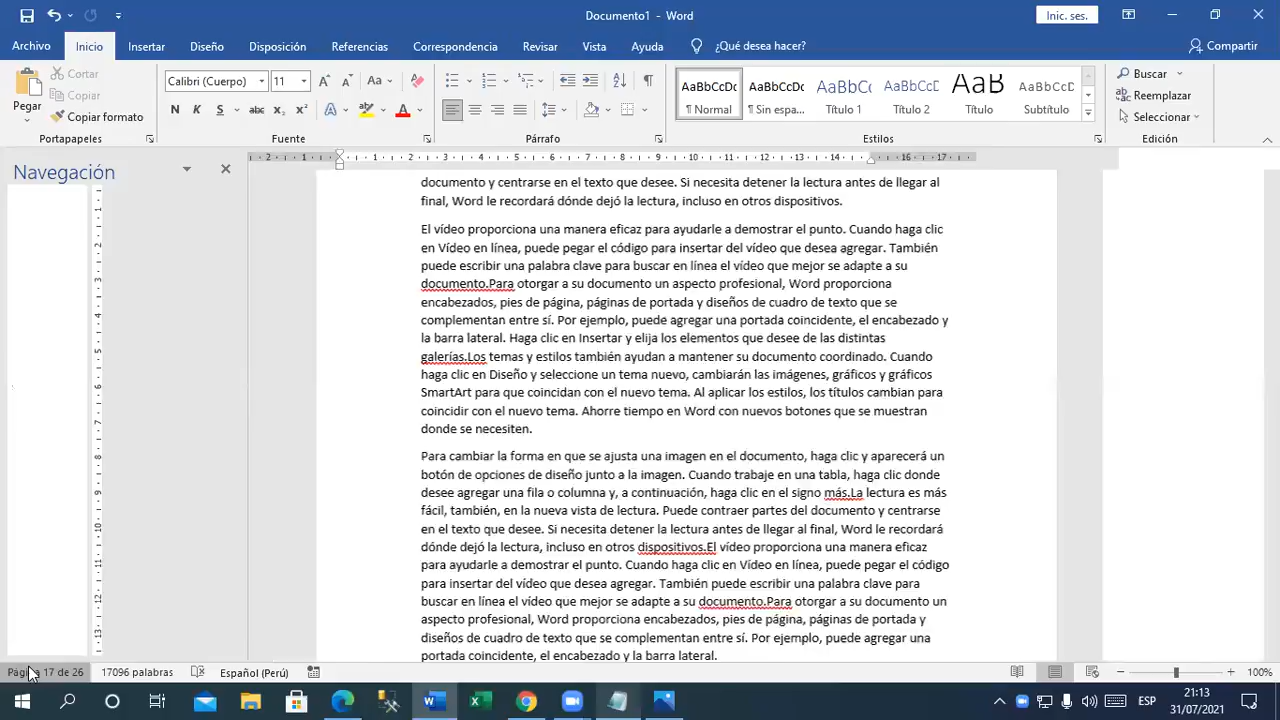 Documento1 - Word
Inic. ses.
Archivo Inicio Insertar Diseño Disposición Referencias Correspondencia Revisar Vista Ayuda ¿Qué desea hacer? Compartir
Pegar
Cortar
Copiar
Copiar formato
Portapapeles
Calibri (Cuerpo) 11
Fuente
Párrafo
AaBbCcDc AaBbCcDc AaBbCcD AaBbCcD AaB AaBbCcD
¶ Normal ¶ Sin espa... Título 1 Título 2 Título Subtítulo
Estilos
Buscar
Reemplazar
Seleccionar
Edición
Navegación
2 1 1 2 3 4 5 6 7 8 9 10 11 12 13 14 16 17
documento y centrarse en el texto que desee. Si necesita detener la lectura antes de llegar al
final, Word le recordará dónde dejó la lectura, incluso en otros dispositivos.
El vídeo proporciona una manera eficaz para ayudarle a demostrar el punto. Cuando haga clic
en Vídeo en línea, puede pegar el código para insertar del vídeo que desea agregar. También
puede escribir una palabra clave para buscar en línea el vídeo que mejor se adapte a su
documento.Para otorgar a su documento un aspecto profesional, Word proporciona
encabezados, pies de página, páginas de portada y diseños de cuadro de texto que se
complementan entre sí. Por ejemplo, puede agregar una portada coincidente, el encabezado y
la barra lateral. Haga clic en Insertar y elija los elementos que desee de las distintas
galerías.Los temas y estilos también ayudan a mantener su documento coordinado. Cuando
haga clic en Diseño y seleccione un tema nuevo, cambiarán las imágenes, gráficos y gráficos
SmartArt para que coincidan con el nuevo tema. Al aplicar los estilos, los títulos cambian para
coincidir con el nuevo tema. Ahorre tiempo en Word con nuevos botones que se muestran
donde se necesiten.
Para cambiar la forma en que se ajusta una imagen en el documento, haga clic y aparecerá un
botón de opciones de diseño junto a la imagen. Cuando trabaje en una tabla, haga clic donde
desee agregar una fila o columna y, a continuación, haga clic en el signo más.La lectura es más
fácil, también, en la nueva vista de lectura. Puede contraer partes del documento y centrarse
en el texto que desee. Si necesita detener la lectura antes de llegar al final, Word le recordará
dónde dejó la lectura, incluso en otros dispositivos.El vídeo proporciona una manera eficaz
para ayudarle a demostrar el punto. Cuando haga clic en Vídeo en línea, puede pegar el código
para insertar del vídeo que desea agregar. También puede escribir una palabra clave para
buscar en línea el vídeo que mejor se adapte a su documento.Para otorgar a su documento un
aspecto profesional, Word proporciona encabezados, pies de página, páginas de portada y
diseños de cuadro de texto que se complementan entre sí. Por ejemplo, puede agregar una
portada coincidente, el encabezado y la barra lateral.
17 de 26 17096 palabras Español (Perú) 100%
ESP
21:13
31/07/2021